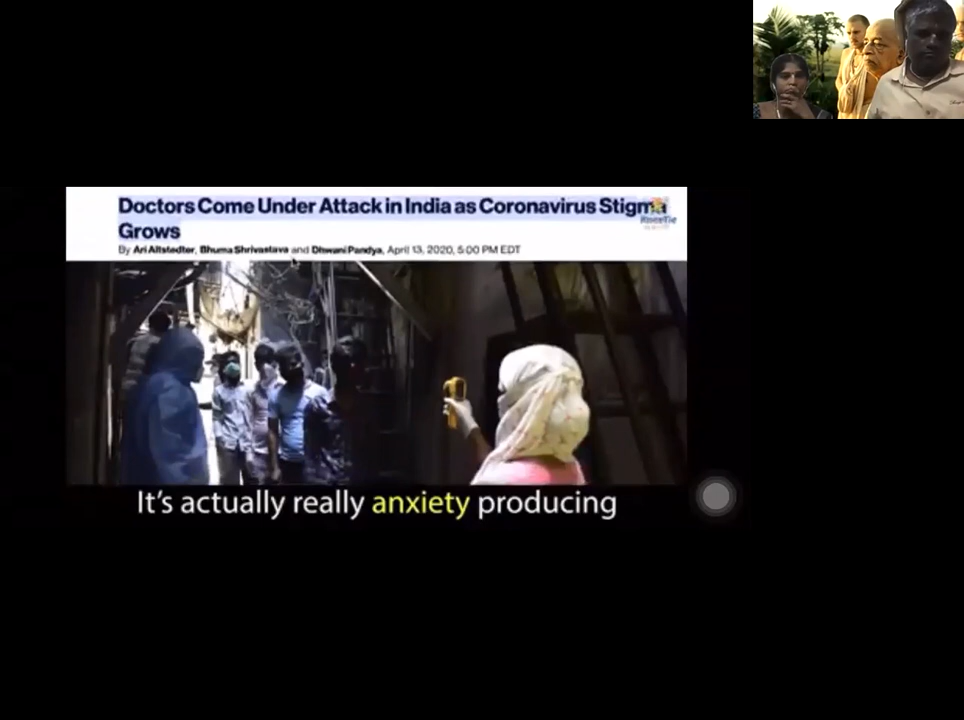 Doctors Come Under Attack in India as Coronavirus Stigma
Grows
By Ari Altstedter, Bhuma Shrivastava and Dhwani Pandya, April 13, 2020, 5:00 PM EDT
It's actually really anxiety producing